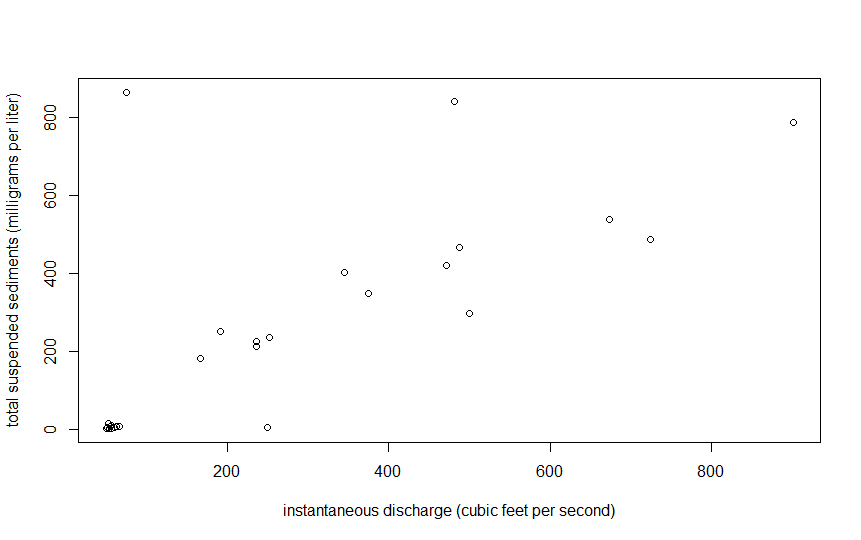 total suspended sediments (milligrams per liter)
800
600
400
200
0
200 400 600 800
instantaneous discharge (cubic feet per second)